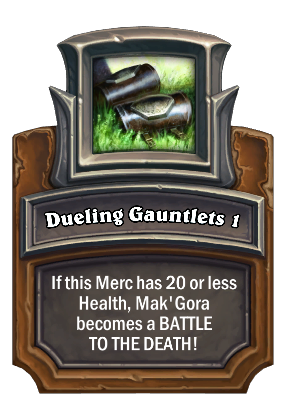 Dueling Gauntlets 1
If this Merc has 20 or less
Health, Mak'Gora
becomes a BATTLE
TO THE DEATH!